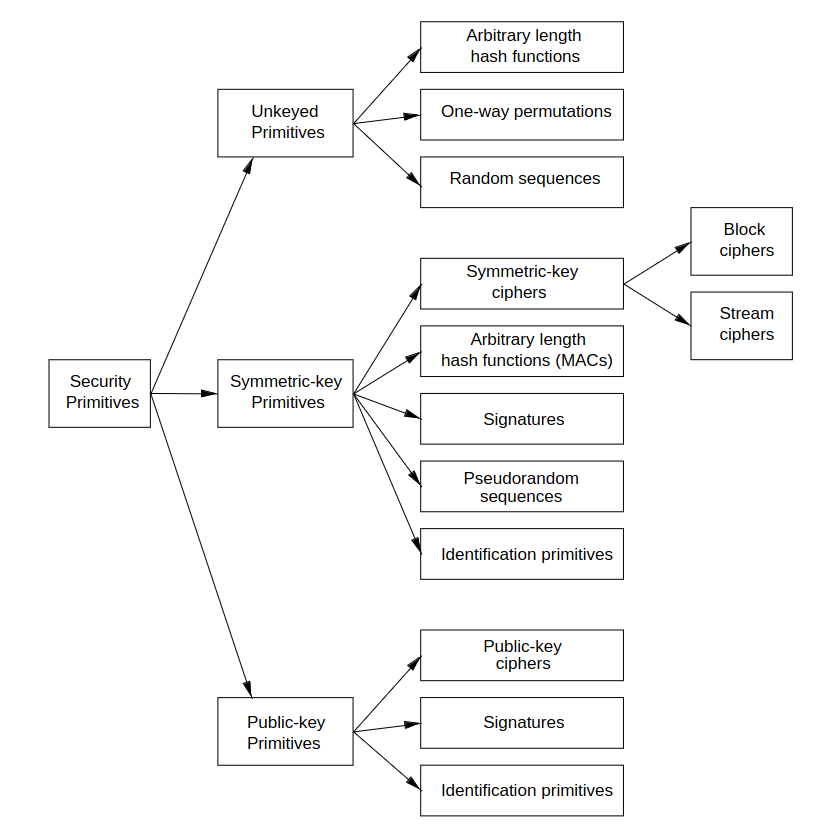 Arbitrary length
hash functions
Unkeyed
Primitives
One-way permutations
Random sequences
Block
ciphers
Symmetric-key
ciphers
Stream
ciphers
Arbitrary length
hash functions (MACs)
Security
Primitives
Symmetric-key
Primitives
Signatures
Pseudorandom
sequences
Identification primitives
Public-key
ciphers
Public-key
Primitives
Signatures
Identification primitives